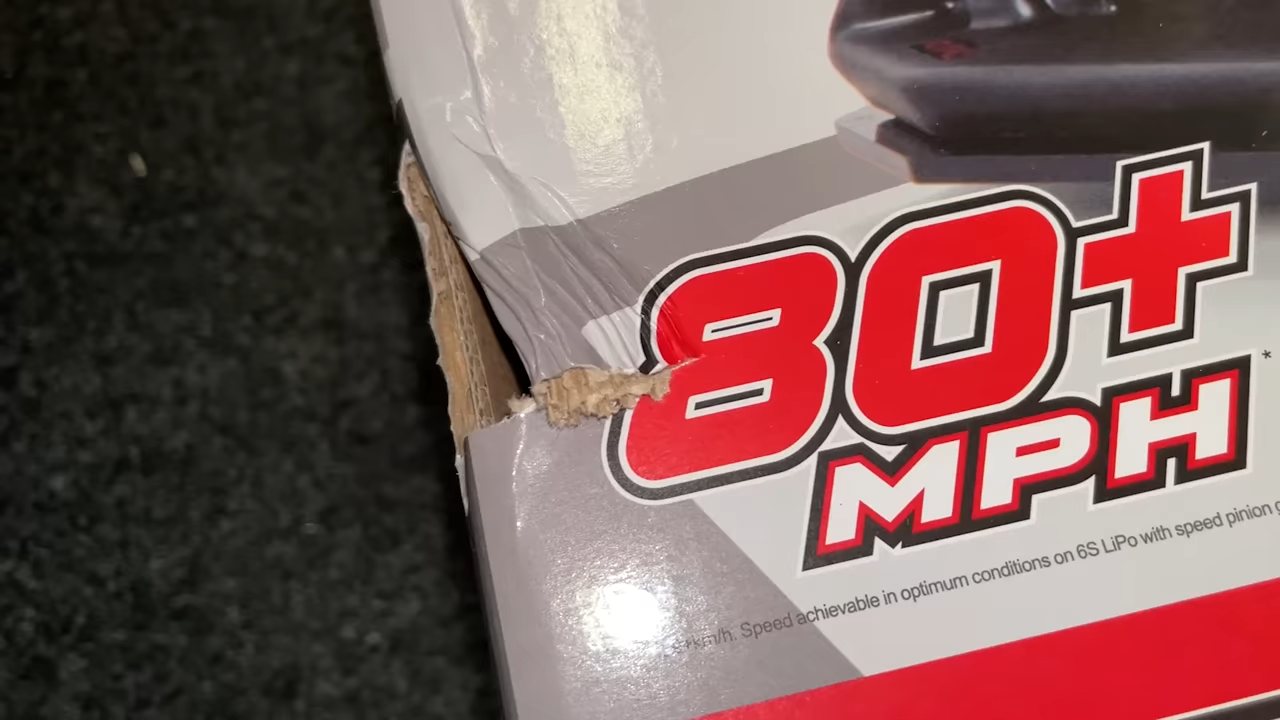 80+
MPH*
km/h. Speed achievable in optimum conditions on 6S LiPo with speed pinion